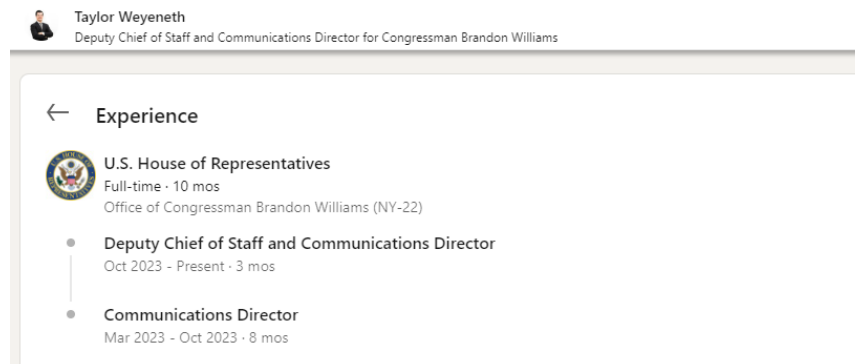 Taylor Weyeneth
Deputy Chief of Staff and Communications Director for Congressman Brandon Williams
Experience
U.S. House of Representatives
Full-time · 10 mos
Office of Congressman Brandon Williams (NY-22)
Deputy Chief of Staff and Communications Director
Oct 2023 - Present · 3 mos
Communications Director
Mar 2023 - Oct 2023 · 8 mos